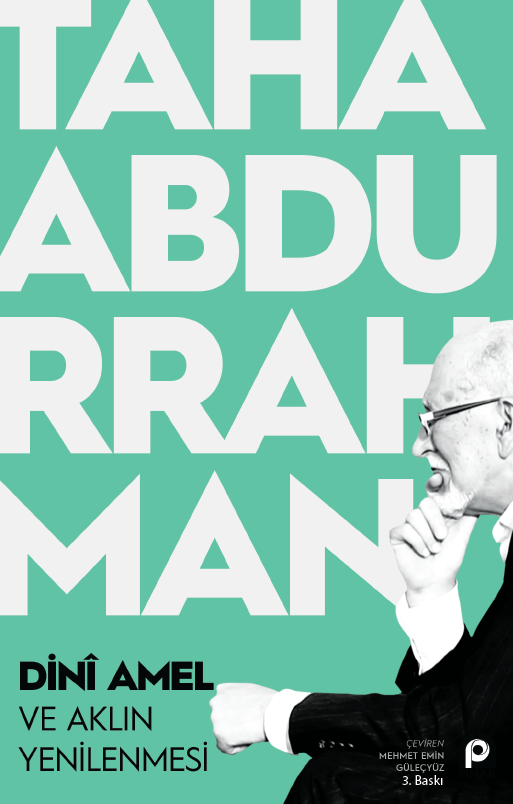 TAHA
ABDU
RRAH
MAN
DİNÎ AMEL
VE AKLIN
YENİLENMESİ
ÇEVİREN
MEHMET EMİN
GÜLEÇYÜZ
3. Baskı
p